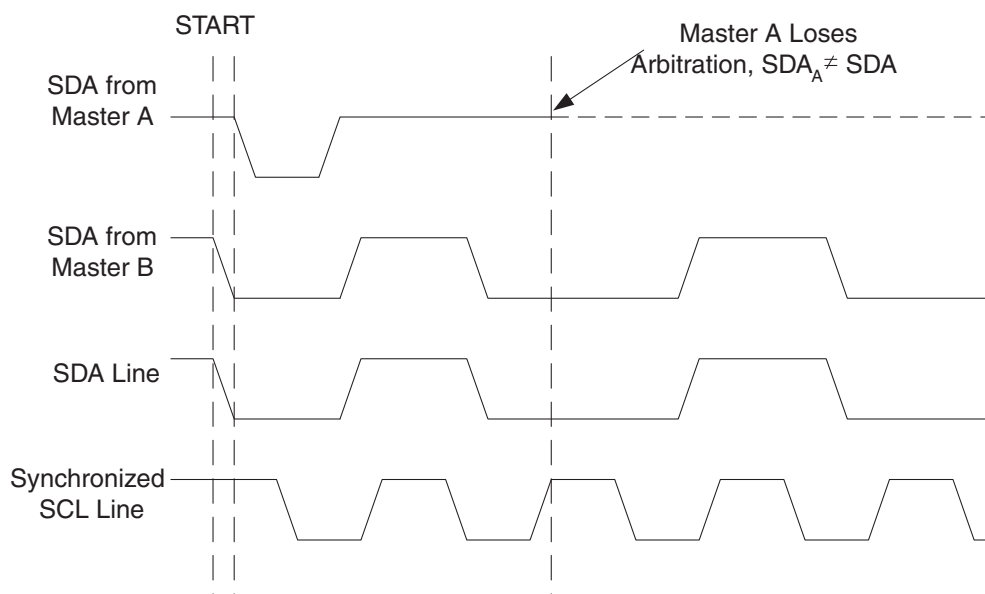 START
Master A Loses
Arbitration, SDA_A ≠ SDA
SDA from
Master A
SDA from
Master B
SDA Line
Synchronized
SCL Line